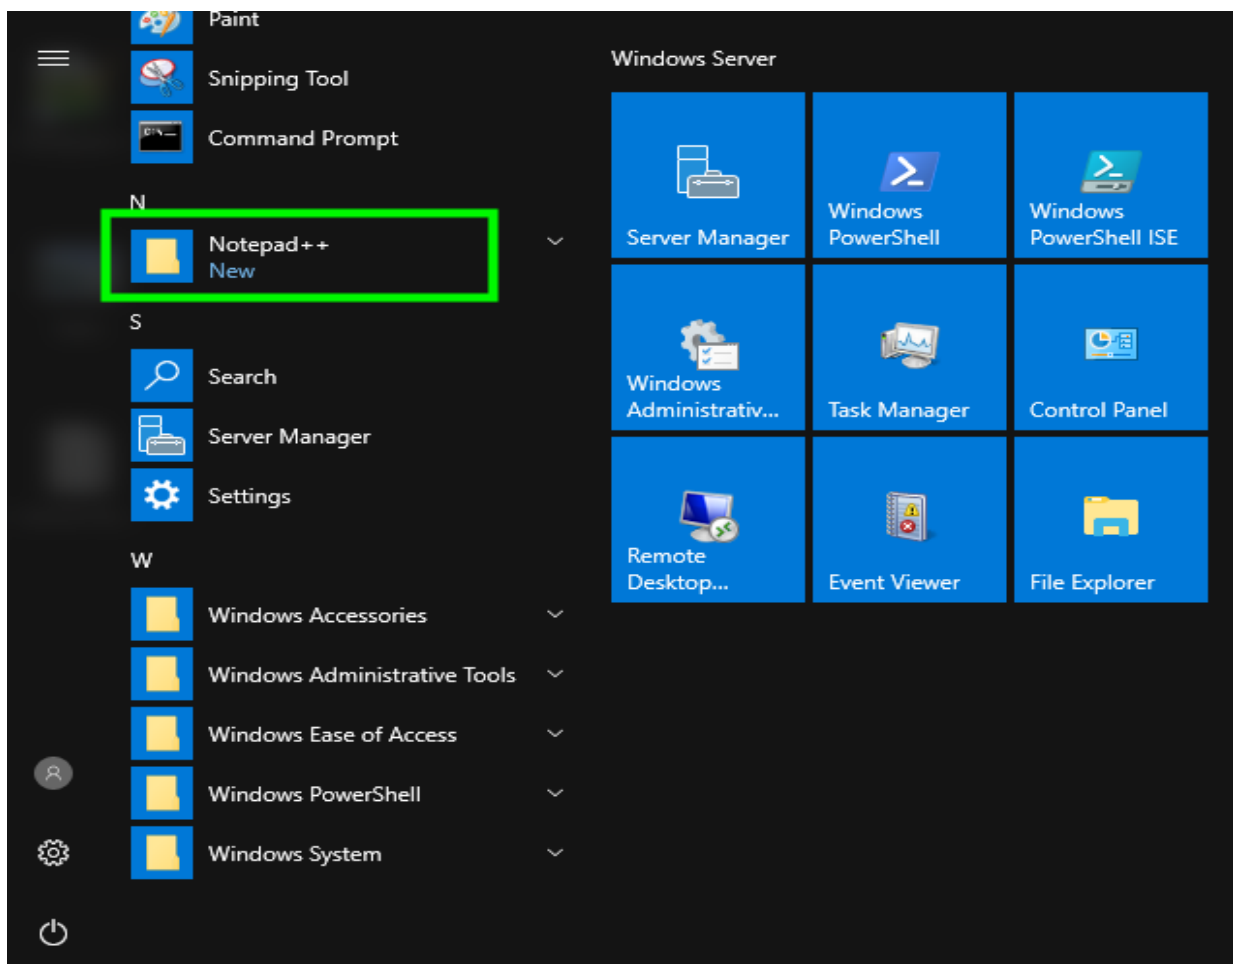 Paint
Snipping Tool
Command Prompt
N
Notepad++
New
S
Search
Server Manager
Settings
W
Windows Accessories
Windows Administrative Tools
Windows Ease of Access
Windows PowerShell
Windows System
Windows Server
Server Manager
Windows
PowerShell
Windows
PowerShell ISE
Windows
Administrativ...
Task Manager
Control Panel
Remote
Desktop...
Event Viewer
File Explorer